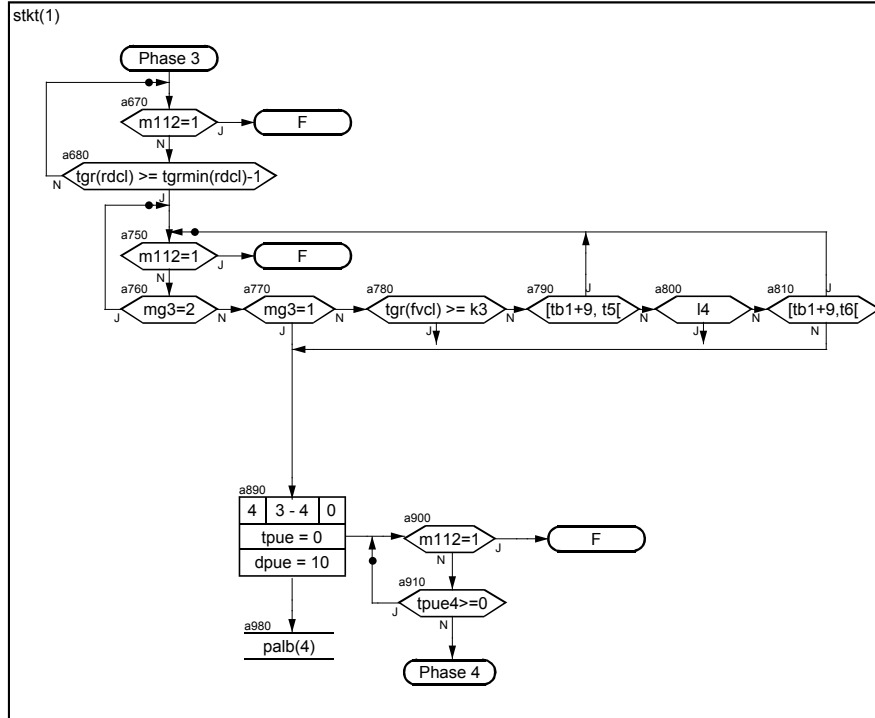 stkt(1)
Phase 3
a670
m112=1
J
F
N
a680
tgr(rdcl) >= tgrmin(rdcl)-1
N
J
a750
m112=1
J
F
N
a760
mg3=2
J
N
a770
mg3=1
N
J
a780
tgr(fvcl) >= k3
N
J
a790
[tb1+9, t5[
J
N
a800
l4
N
J
a810
[tb1+9,t6[
J
N
a890
4 3 - 4 0
tpue = 0
dpue = 10
a900
m112=1
J
F
N
a910
tpue4>=0
J
N
a980
palb(4)
Phase 4